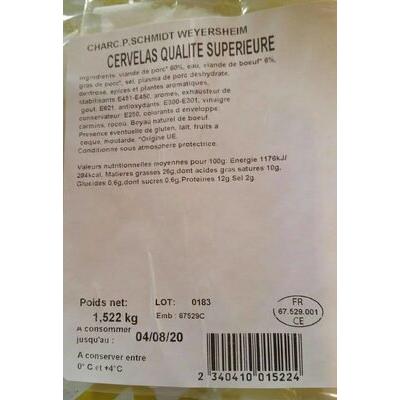 CHARC.P.SCHMIDT WEYERSHEIM
CERVELAS QUALITE SUPERIEURE
Ingrédients: viande de porc* 60%, eau, viande de boeuf* 6%,
gras de porc*, sel, plasma de porc déshydraté,
dextrose, épices et plantes aromatiques,
stabilisants: E451-E450, aromes, exhausteur de
gout: E621, antioxydants: E300-E301, vinaigre
conservateur: E250, colorants d enveloppe:
carmins, rocou. Boyau naturel de boeuf.
Présence éventuelle de gluten, lait, fruits a
coque, moutarde. *Origine UE.
Conditionné sous atmosphère protectrice.
Valeurs nutritionnelles moyennes pour 100g: Energie 1176kJ/
284kcal, Matieres grasses 26g,dont acides gras saturés 10g,
Glucides 0,6g,dont sucres 0,6g,Proteines 12g Sel 2g.
Poids net:
LOT:
0183
1,522 kg
Emb : 67529C
FR
67.529.001
CE
A consommer
jusqu'au :
04/08/20
A conserver entre
0° C et +4°C
2 340410 015224